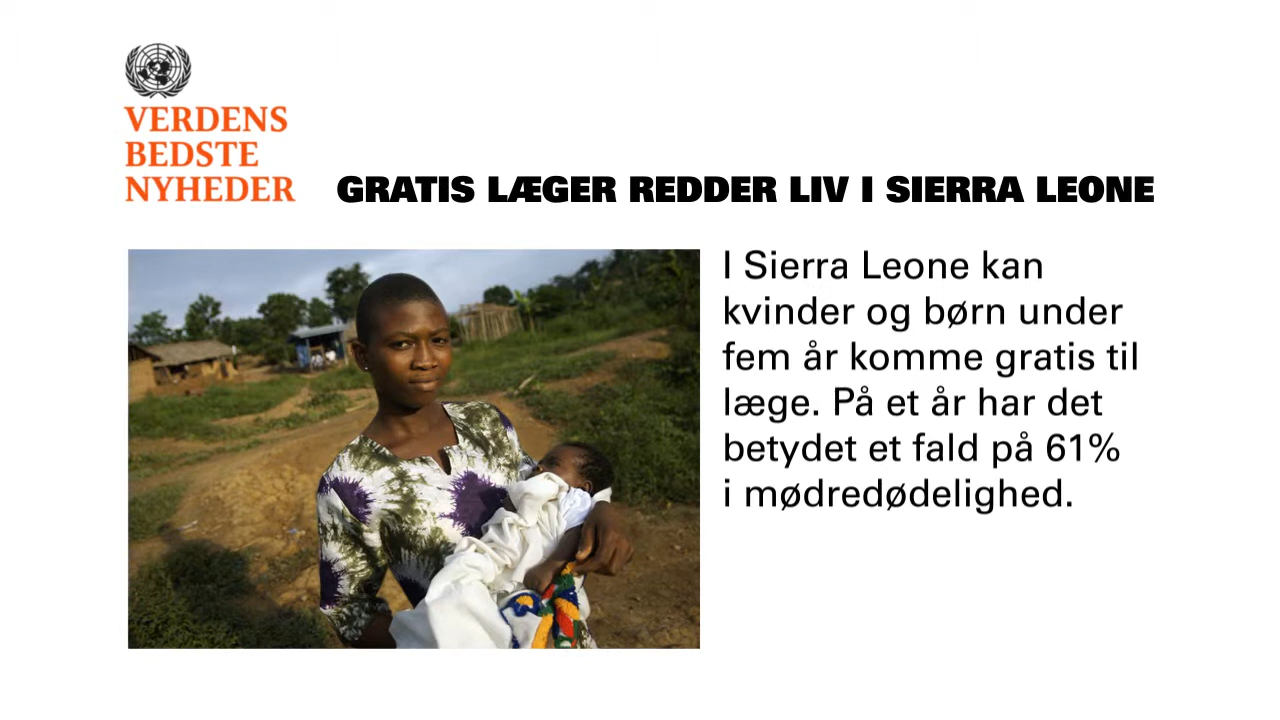 VERDENS
BEDSTE
NYHEDER
GRATIS LÆGER REDDER LIV I SIERRA LEONE
I Sierra Leone kan
kvinder og børn under
fem år komme gratis til
læge. På et år har det
betydet et fald på 61%
i mødredødelighed.